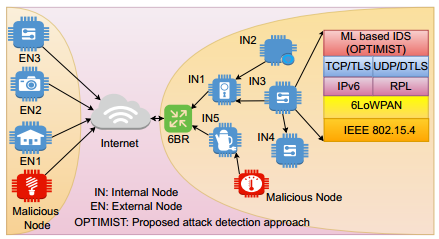 EN3
EN2
EN1
Malicious
Node
Internet
6BR
IN1
IN2
IN3
IN4
IN5
Malicious Node
ML based IDS
(OPTIMIST)
TCP/TLS UDP/DTLS
IPv6 RPL
6LoWPAN
IEEE 802.15.4
IN: Internal Node
EN: External Node
OPTIMIST: Proposed attack detection approach